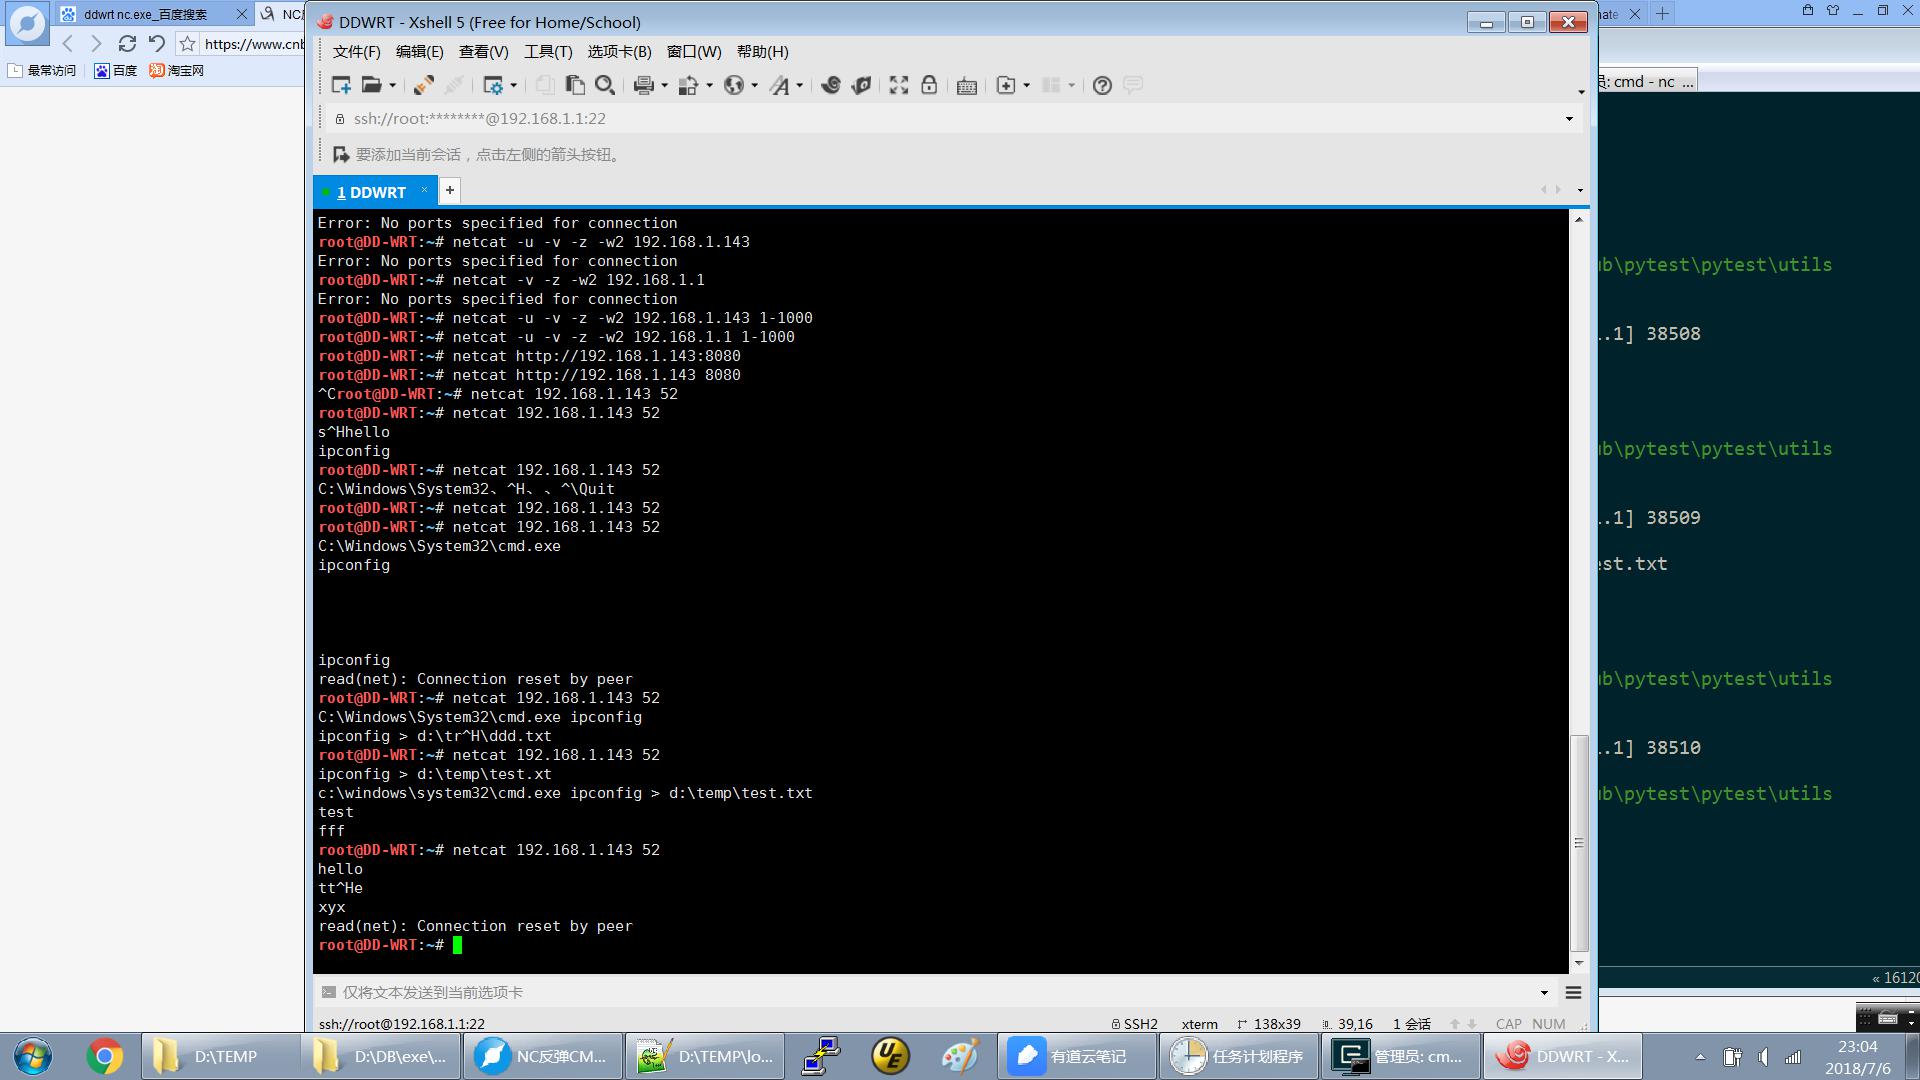 ddwrt nc.exe_百度搜索
https://www.cnb
最常访问
百度
淘宝网
DDWRT - Xshell 5 (Free for Home/School)
文件(F) 编辑(E) 查看(V) 工具(T) 选项卡(B) 窗口(W) 帮助(H)
ssh://root:********@192.168.1.1:22
要添加当前会话，点击左侧的箭头按钮。
1 DDWRT
Error: No ports specified for connection
root@DD-WRT:~# netcat -u -v -z -w2 192.168.1.143
Error: No ports specified for connection
root@DD-WRT:~# netcat -v -z -w2 192.168.1.1
Error: No ports specified for connection
root@DD-WRT:~# netcat -u -v -z -w2 192.168.1.143 1-1000
root@DD-WRT:~# netcat -u -v -z -w2 192.168.1.1 1-1000
root@DD-WRT:~# netcat http://192.168.1.143:8080
root@DD-WRT:~# netcat http://192.168.1.143 8080
^Croot@DD-WRT:~# netcat 192.168.1.143 52
root@DD-WRT:~# netcat 192.168.1.143 52
s^Hhello
ipconfig
root@DD-WRT:~# netcat 192.168.1.143 52
C:\Windows\System32、^H、、^\Quit
root@DD-WRT:~# netcat 192.168.1.143 52
root@DD-WRT:~# netcat 192.168.1.143 52
C:\Windows\System32\cmd.exe
ipconfig
ipconfig
read(net): Connection reset by peer
root@DD-WRT:~# netcat 192.168.1.143 52
C:\Windows\System32\cmd.exe ipconfig
ipconfig > d:\tr^H\ddd.txt
root@DD-WRT:~# netcat 192.168.1.143 52
ipconfig > d:\temp\test.xt
c:\windows\system32\cmd.exe ipconfig > d:\temp\test.txt
test
fff
root@DD-WRT:~# netcat 192.168.1.143 52
hello
tt^He
xyx
read(net): Connection reset by peer
root@DD-WRT:~#
仅将文本发送到当前选项卡
ssh://root@192.168.1.1:22 SSH2 xterm 138x39 39,16 1 会话 CAP NUM
: cmd - nc ...
ub\pytest\pytest\utils
.1] 38508
ub\pytest\pytest\utils
.1] 38509
est.txt
ub\pytest\pytest\utils
.1] 38510
ub\pytest\pytest\utils
« 16120
D:\TEMP
D:\DB\exe\...
NC反弹CM...
D:\TEMP\lo...
有道云笔记
任务计划程序
管理员: cm...
DDWRT - X...
23:04
2018/7/6